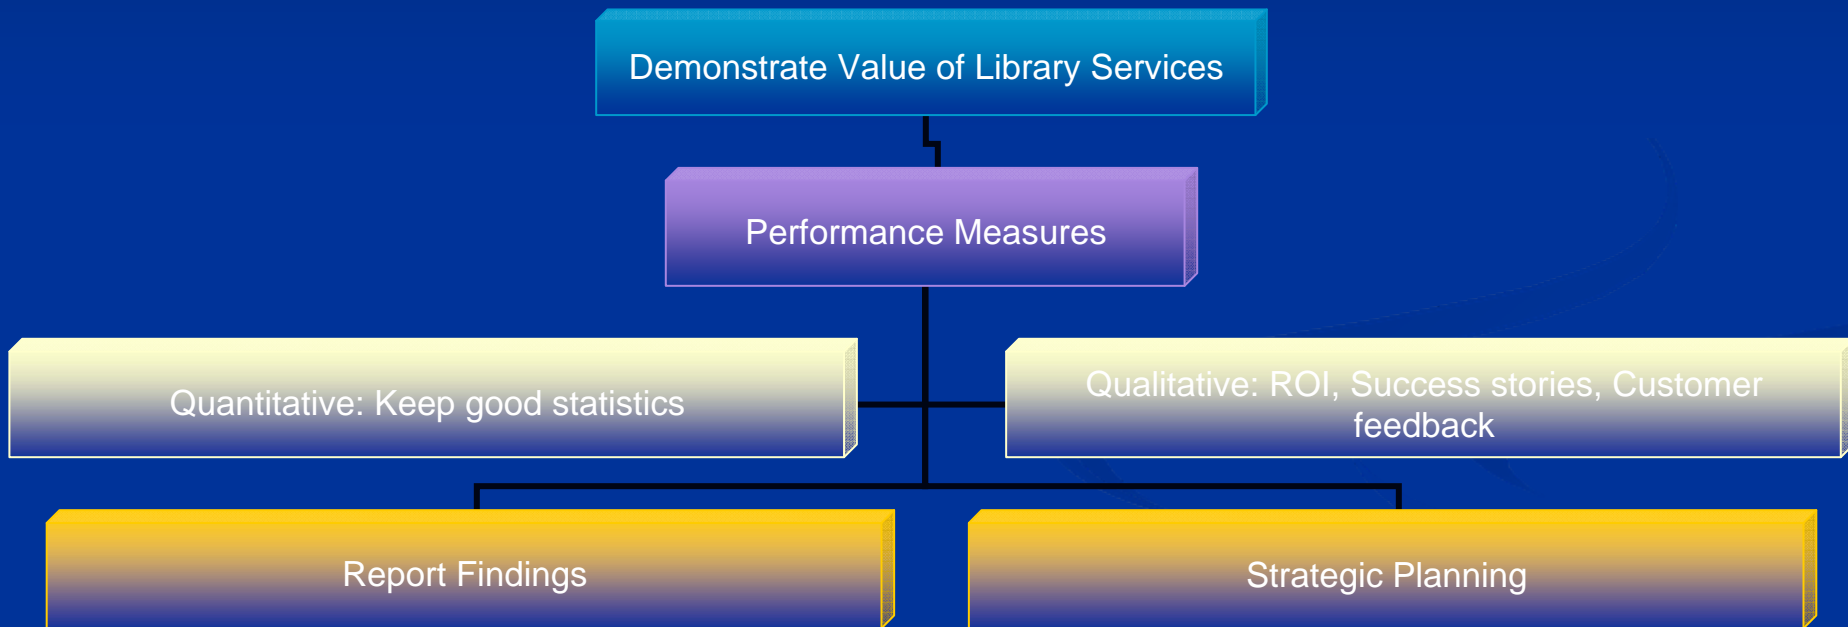 Demonstrate Value of Library Services
Performance Measures
Quantitative: Keep good statistics
Qualitative: ROI, Success stories, Customer
feedback
Report Findings
Strategic Planning